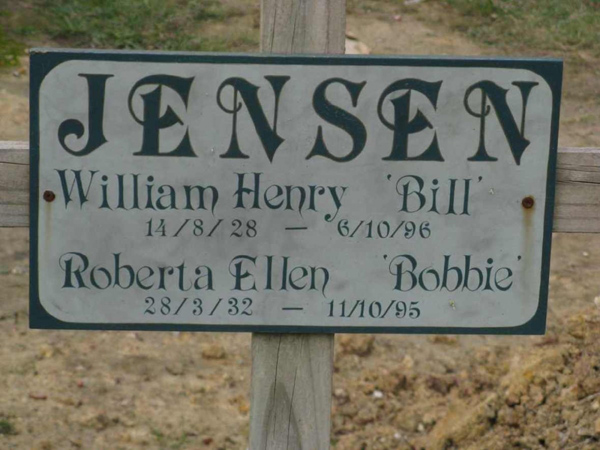 JENSEN
William Henry 'Bill'
14/8/28 — 6/10/96
Roberta Ellen 'Bobbie'
28/3/32 — 11/10/95